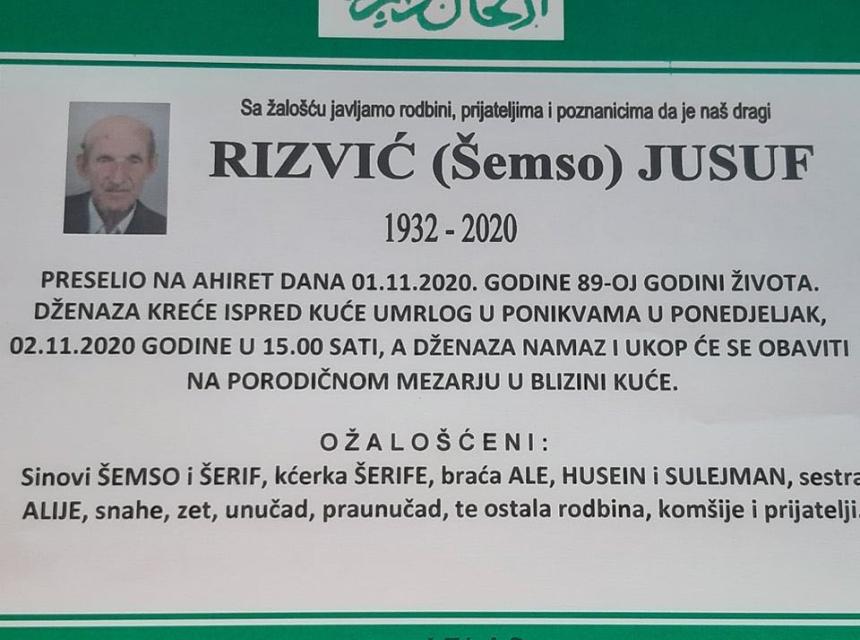 Sa žalošću javljamo rodbini, prijateljima i poznanicima da je naš dragi
RIZVIĆ (Šemso) JUSUF
1932 - 2020
PRESELIO NA AHIRET DANA 01.11.2020. GODINE 89-OJ GODINI ŽIVOTA.
DŽENAZA KREĆE ISPRED KUĆE UMRLOG U PONIKVAMA U PONEDJELJAK,
02.11.2020 GODINE U 15.00 SATI, A DŽENAZA NAMAZ I UKOP ĆE SE OBAVITI
NA PORODIČNOM MEZARJU U BLIZINI KUĆE.
OŽALOŠĆENI:
Sinovi ŠEMSO i ŠERIF, kćerka ŠERIFE, braća ALE, HUSEIN i SULEJMAN, sestra
ALIJE, snahe, zet, unučad, praunučad, te ostala rodbina, komšije i prijatelji.